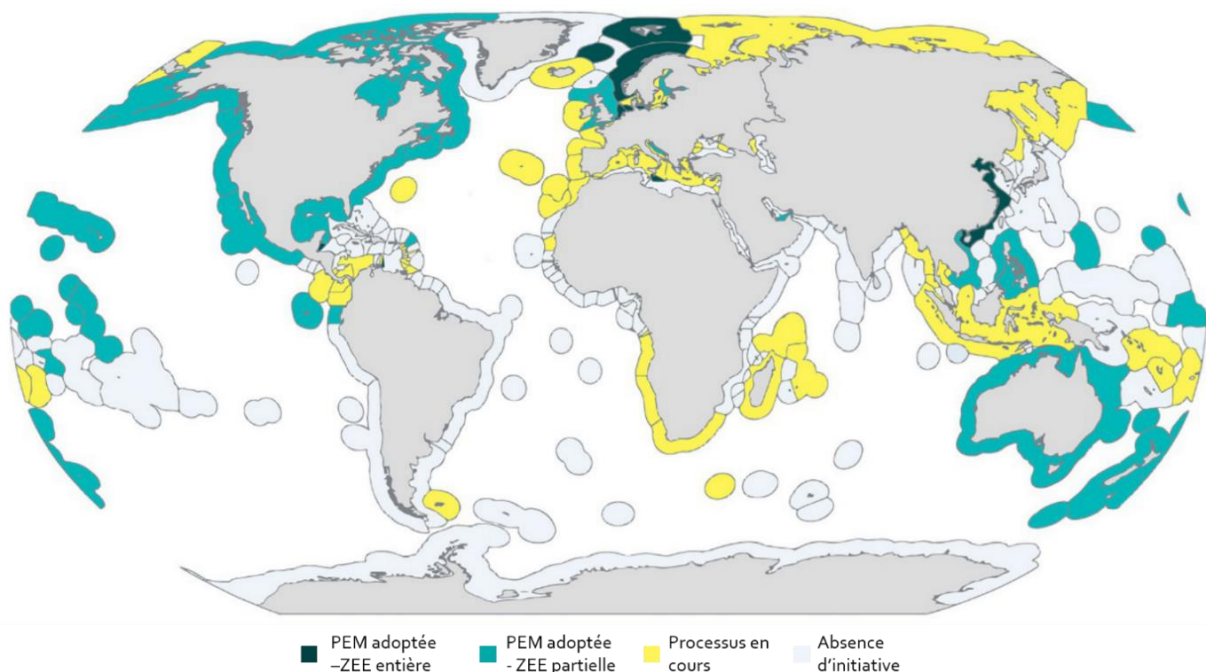 PEM adoptée
–ZEE entière
PEM adoptée
- ZEE partielle
Processus en
cours
Absence
d'initiative